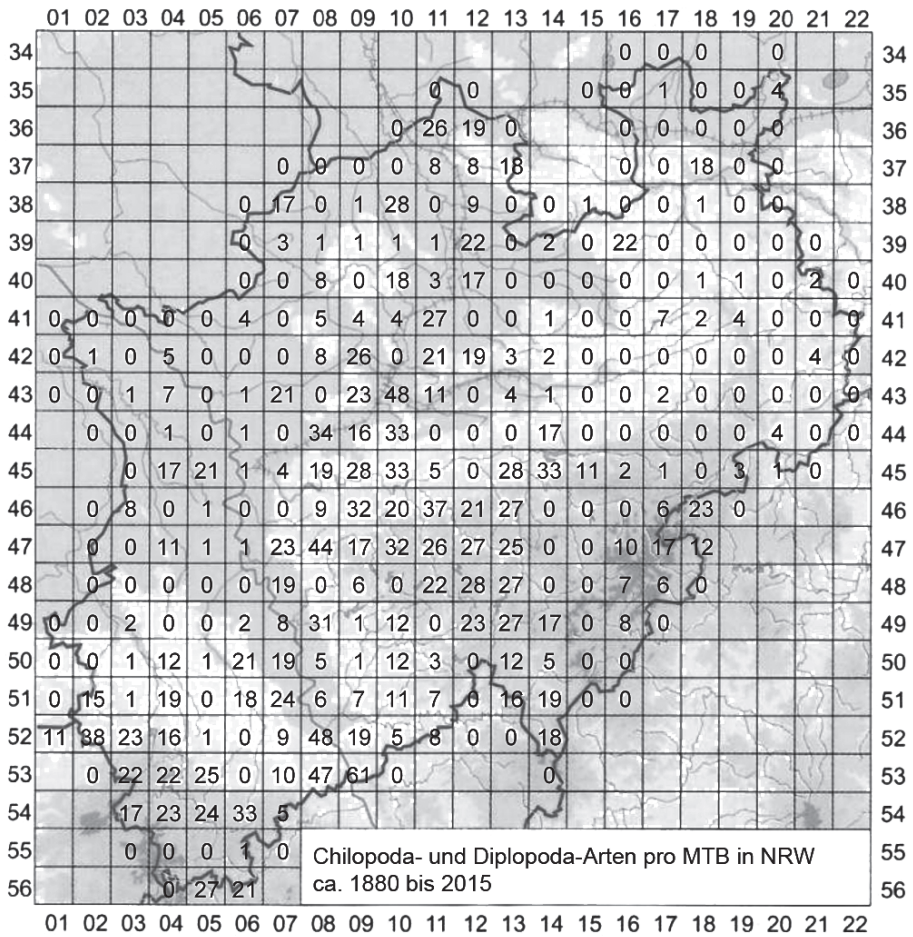 01 02 03 04 05 06 07 08 09 10 11 12 13 14 15 16 17 18 19 20 21 22
34 0 0 0 0 34
35 0 0 0 0 1 0 0 4 35
36 0 26 19 0 0 0 0 0 0 36
37 0 0 0 0 8 8 18 0 0 18 0 0 37
38 0 17 0 1 28 0 9 0 0 1 0 0 1 0 0 38
39 0 3 1 1 1 1 22 0 2 0 22 0 0 0 0 0 39
40 0 0 8 0 18 3 17 0 0 0 0 0 1 1 0 2 0 40
41 0 0 0 0 0 4 0 5 4 4 27 0 0 1 0 0 7 2 4 0 0 0 41
42 0 1 0 5 0 0 0 8 26 0 21 19 3 2 0 0 0 0 0 0 4 0 42
43 0 0 1 7 0 1 21 0 23 48 11 0 4 1 0 0 2 0 0 0 0 0 43
44 0 0 1 0 1 0 34 16 33 0 0 0 17 0 0 0 0 0 4 0 0 44
45 0 17 21 1 4 19 28 33 5 0 28 33 11 2 1 0 3 1 0 45
46 0 8 0 1 0 0 9 32 20 37 21 27 0 0 0 6 23 0 46
47 0 0 11 1 1 23 44 17 32 26 27 25 0 0 10 17 12 47
48 0 0 0 0 0 19 0 6 0 22 28 27 0 0 7 6 0 48
49 0 0 2 0 0 2 8 31 1 12 0 23 27 17 0 8 0 49
50 0 0 1 12 1 21 19 5 1 12 3 0 12 5 0 0 50
51 0 15 1 19 0 18 24 6 7 11 7 0 16 19 0 0 51
52 11 38 23 16 1 0 9 48 19 5 8 0 0 18 52
53 0 22 22 25 0 10 47 61 0 0 53
54 17 23 24 33 5 54
55 0 0 0 1 0 55
Chilopoda- und Diplopoda-Arten pro MTB in NRW
ca. 1880 bis 2015
56 0 27 21 56
01 02 03 04 05 06 07 08 09 10 11 12 13 14 15 16 17 18 19 20 21 22